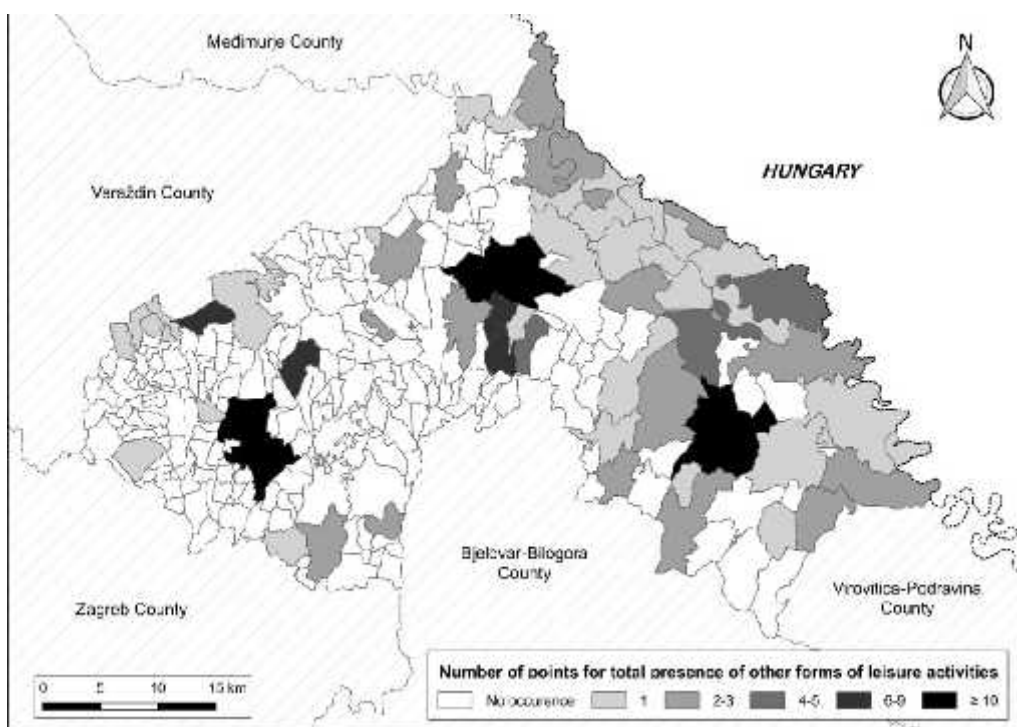 Međimurje County
N
HUNGARY
Varaždin County
Bjelovar-Bilogora
County
Virovitica-Podravina
County
Zagreb County
Number of points for total presence of other forms of leisure activities
No occurence 1 2-3 4-5 6-9 ≥ 10
0 5 10 15 km